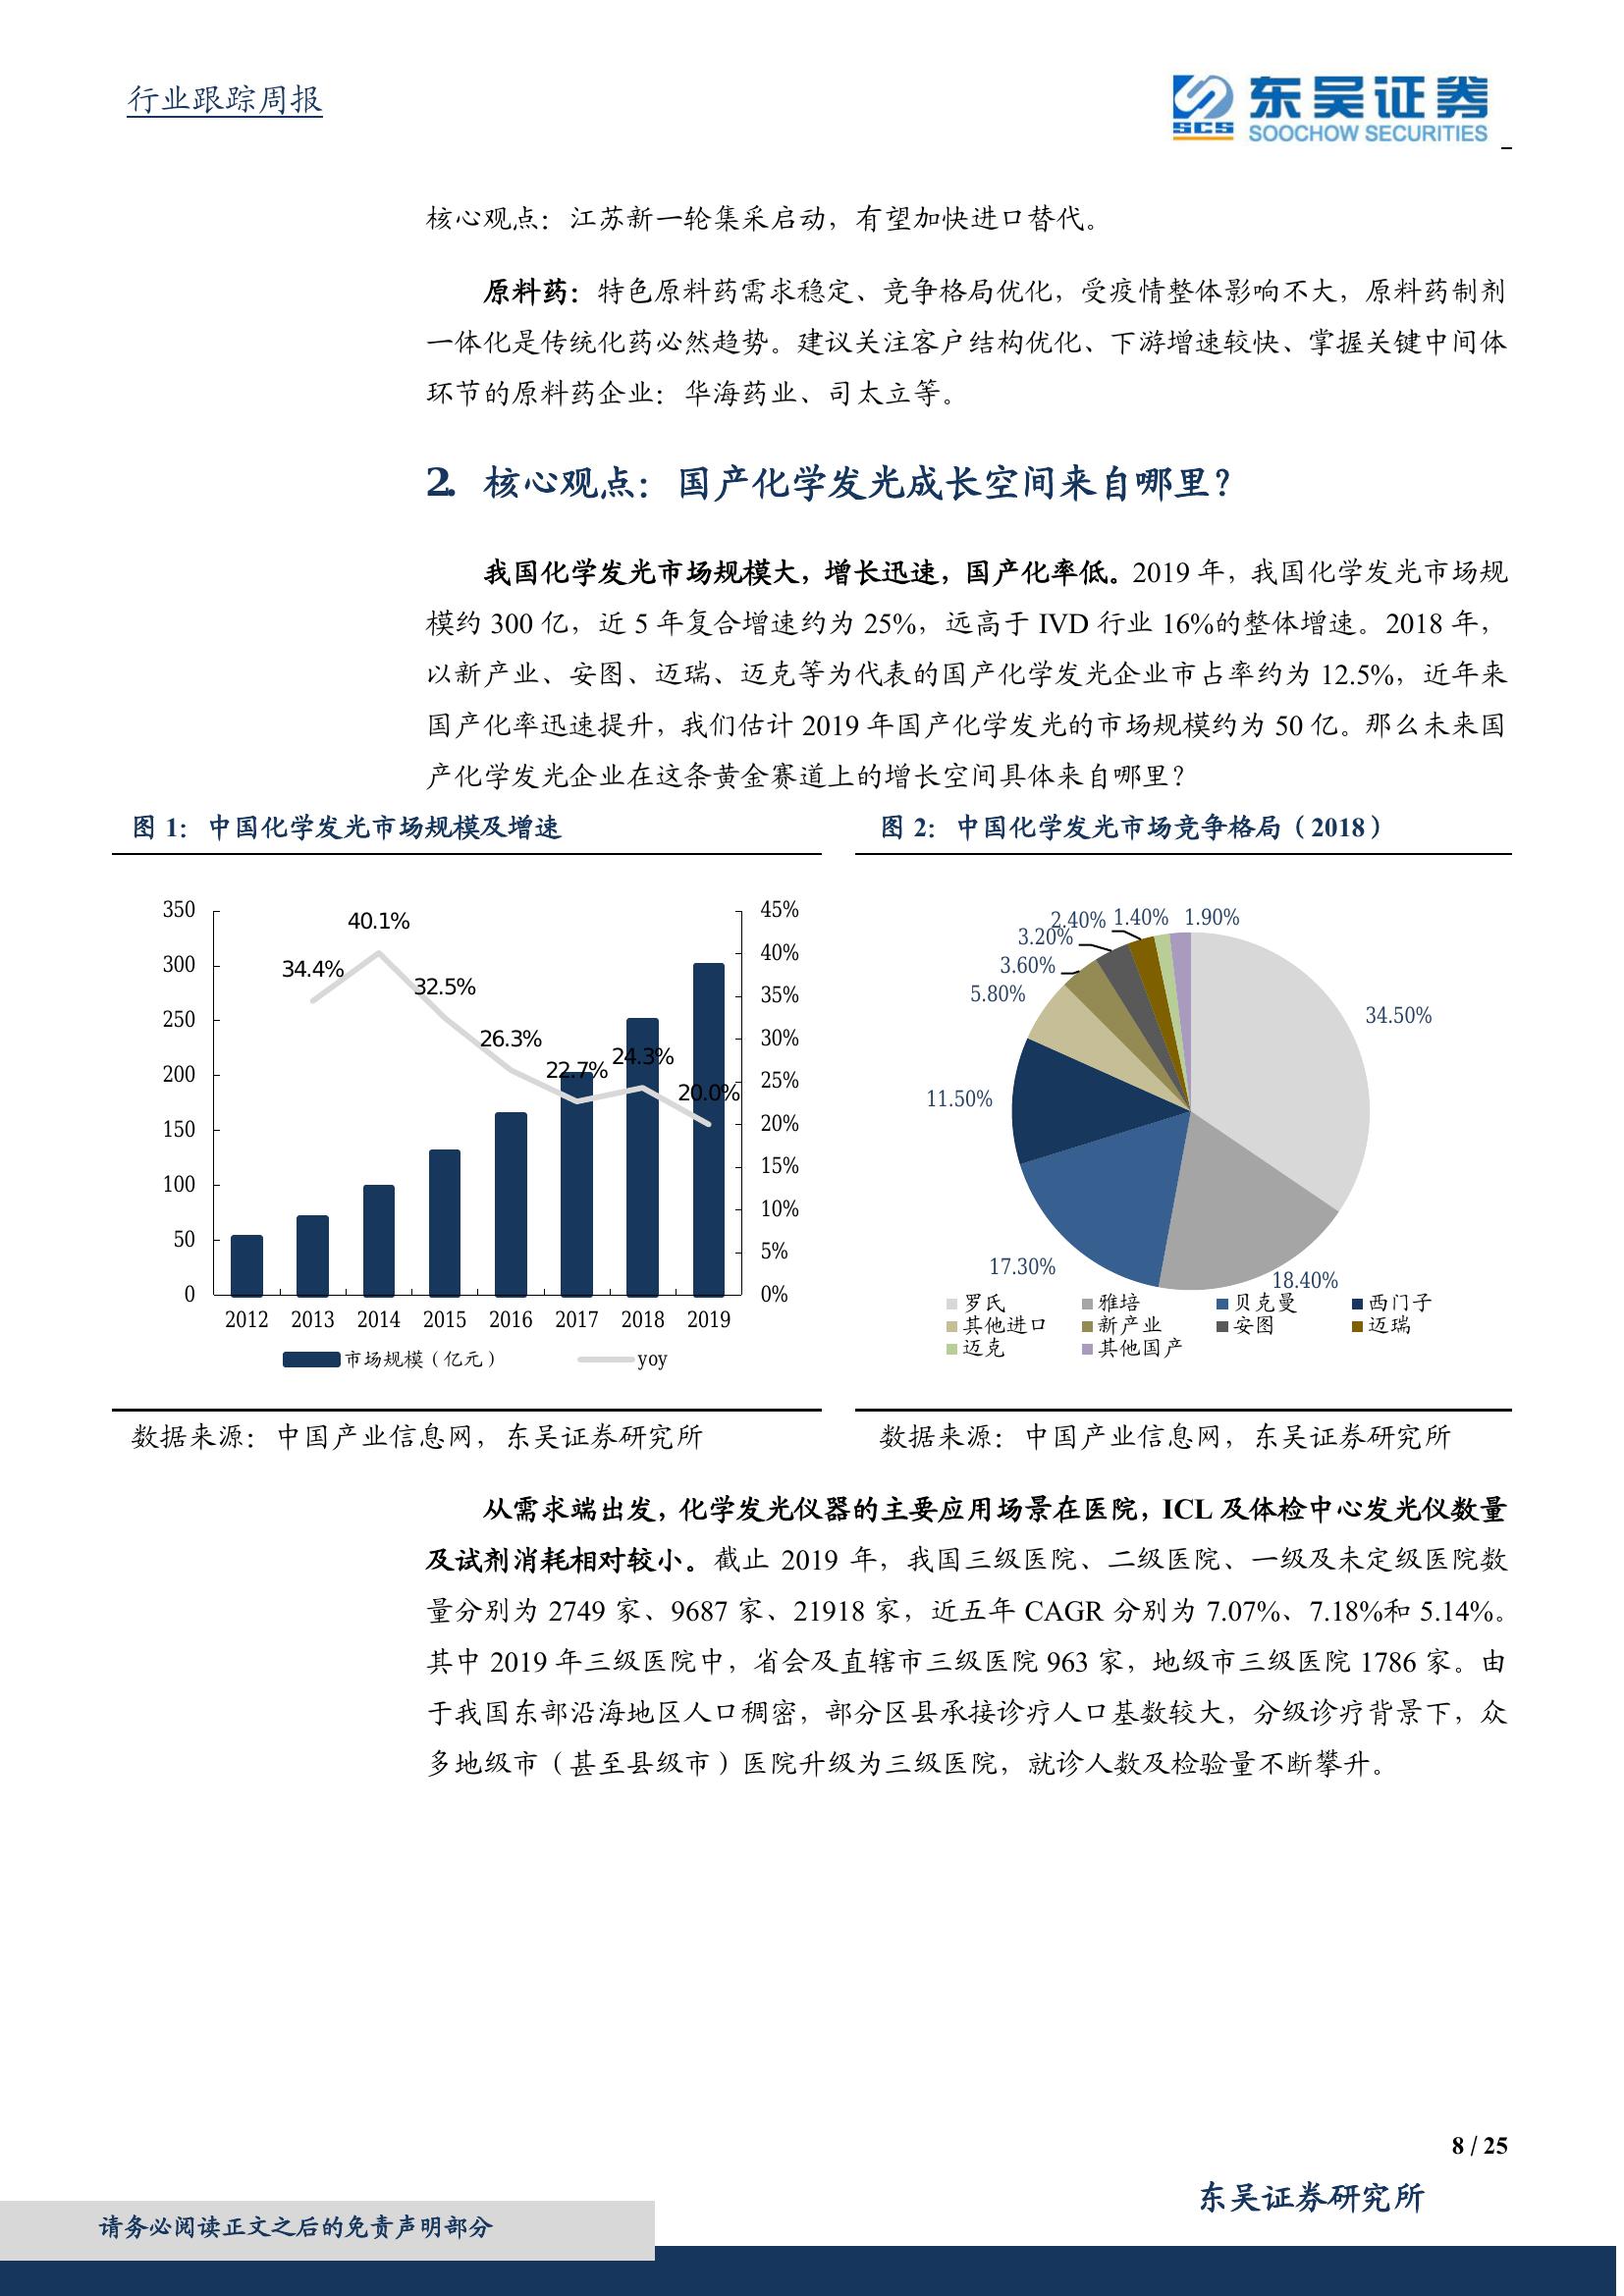 行业跟踪周报
SCS
东吴证券
SOOCHOW SECURITIES
核心观点：江苏新一轮集采启动，有望加快进口替代。
原料药：特色原料药需求稳定、竞争格局优化，受疫情整体影响不大，原料药制剂
一体化是传统化药必然趋势。建议关注客户结构优化、下游增速较快、掌握关键中间体
环节的原料药企业：华海药业、司太立等。
2. 核心观点：国产化学发光成长空间来自哪里？
我国化学发光市场规模大，增长迅速，国产化率低。2019 年，我国化学发光市场规
模约 300 亿，近 5 年复合增速约为 25%，远高于 IVD 行业 16%的整体增速。2018 年，
以新产业、安图、迈瑞、迈克等为代表的国产化学发光企业市占率约为 12.5%，近年来
国产化率迅速提升，我们估计 2019 年国产化学发光的市场规模约为 50 亿。那么未来国
产化学发光企业在这条黄金赛道上的增长空间具体来自哪里？
图 1：中国化学发光市场规模及增速
350
300
250
200
150
100
50
0
45%
40%
35%
30%
25%
20%
15%
10%
5%
0%
34.4%
40.1%
32.5%
26.3%
22.7%
24.3%
20.0%
2012 2013 2014 2015 2016 2017 2018 2019
市场规模（亿元） yoy
数据来源：中国产业信息网，东吴证券研究所
图 2：中国化学发光市场竞争格局（2018）
34.50%
18.40%
17.30%
11.50%
5.80%
3.60%
3.20%
2.40%
1.40%
1.90%
罗氏 雅培 贝克曼 西门子
其他进口 新产业 安图 迈瑞
迈克 其他国产
数据来源：中国产业信息网，东吴证券研究所
从需求端出发，化学发光仪器的主要应用场景在医院，ICL 及体检中心发光仪数量
及试剂消耗相对较小。截止 2019 年，我国三级医院、二级医院、一级及未定级医院数
量分别为 2749 家、9687 家、21918 家，近五年 CAGR 分别为 7.07%、7.18%和 5.14%。
其中 2019 年三级医院中，省会及直辖市三级医院 963 家，地级市三级医院 1786 家。由
于我国东部沿海地区人口稠密，部分区县承接诊疗人口基数较大，分级诊疗背景下，众
多地级市（甚至县级市）医院升级为三级医院，就诊人数及检验量不断攀升。
8 / 25
东吴证券研究所
请务必阅读正文之后的免责声明部分